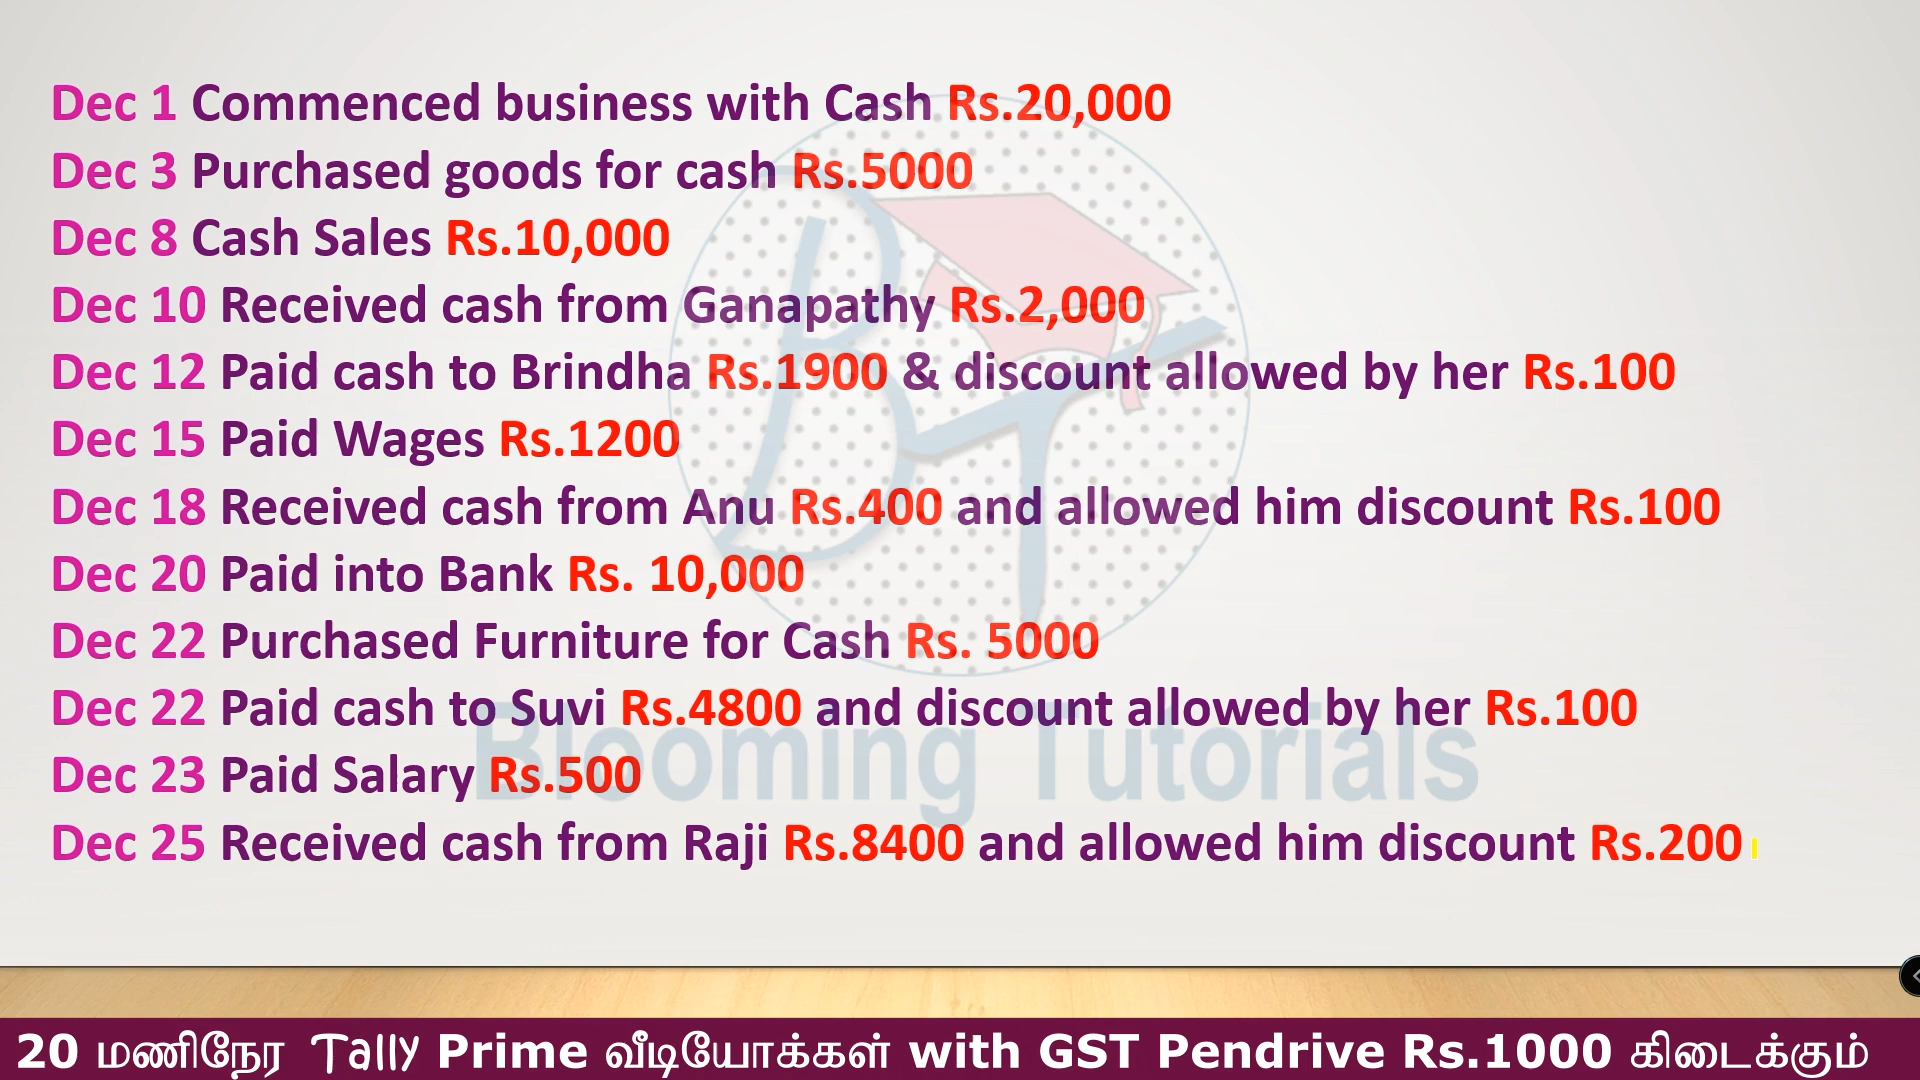 Dec 1 Commenced business with Cash Rs.20,000
Dec 3 Purchased goods for cash Rs.5000
Dec 8 Cash Sales Rs.10,000
Dec 10 Received cash from Ganapathy Rs.2,000
Dec 12 Paid cash to Brindha Rs.1900 & discount allowed by her Rs.100
Dec 15 Paid Wages Rs.1200
Dec 18 Received cash from Anu Rs.400 and allowed him discount Rs.100
Dec 20 Paid into Bank Rs. 10,000
Dec 22 Purchased Furniture for Cash Rs. 5000
Dec 22 Paid cash to Suvi Rs.4800 and discount allowed by her Rs.100
Blooming Tutorials
Dec 23 Paid Salary Rs.500
Dec 25 Received cash from Raji Rs.8400 and allowed him discount Rs.200
20 மணிநேர Tally Prime வீடியோக்கள் with GST Pendrive Rs.1000 கிடைக்கும்